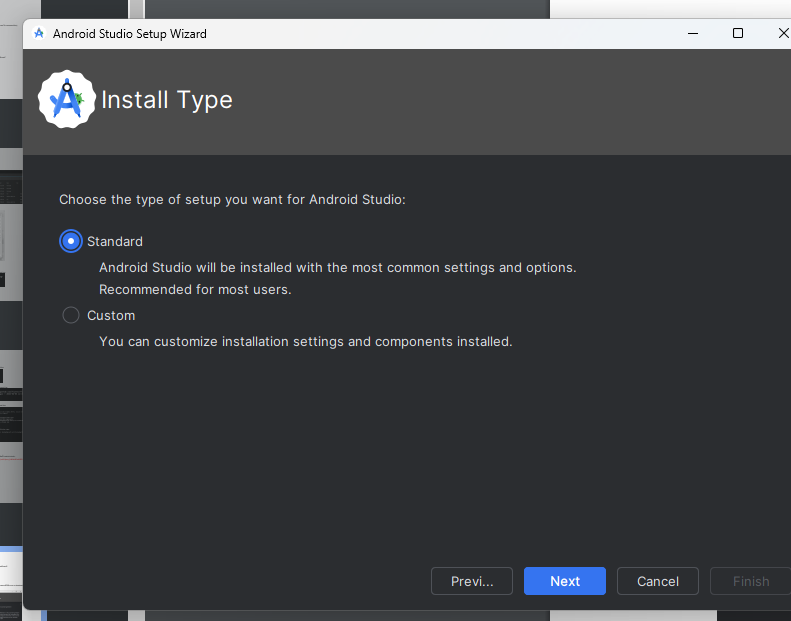 Android Studio Setup Wizard
Install Type
Choose the type of setup you want for Android Studio:
Standard
Android Studio will be installed with the most common settings and options.
Recommended for most users.
Custom
You can customize installation settings and components installed.
Previ...
Next
Cancel
Finish